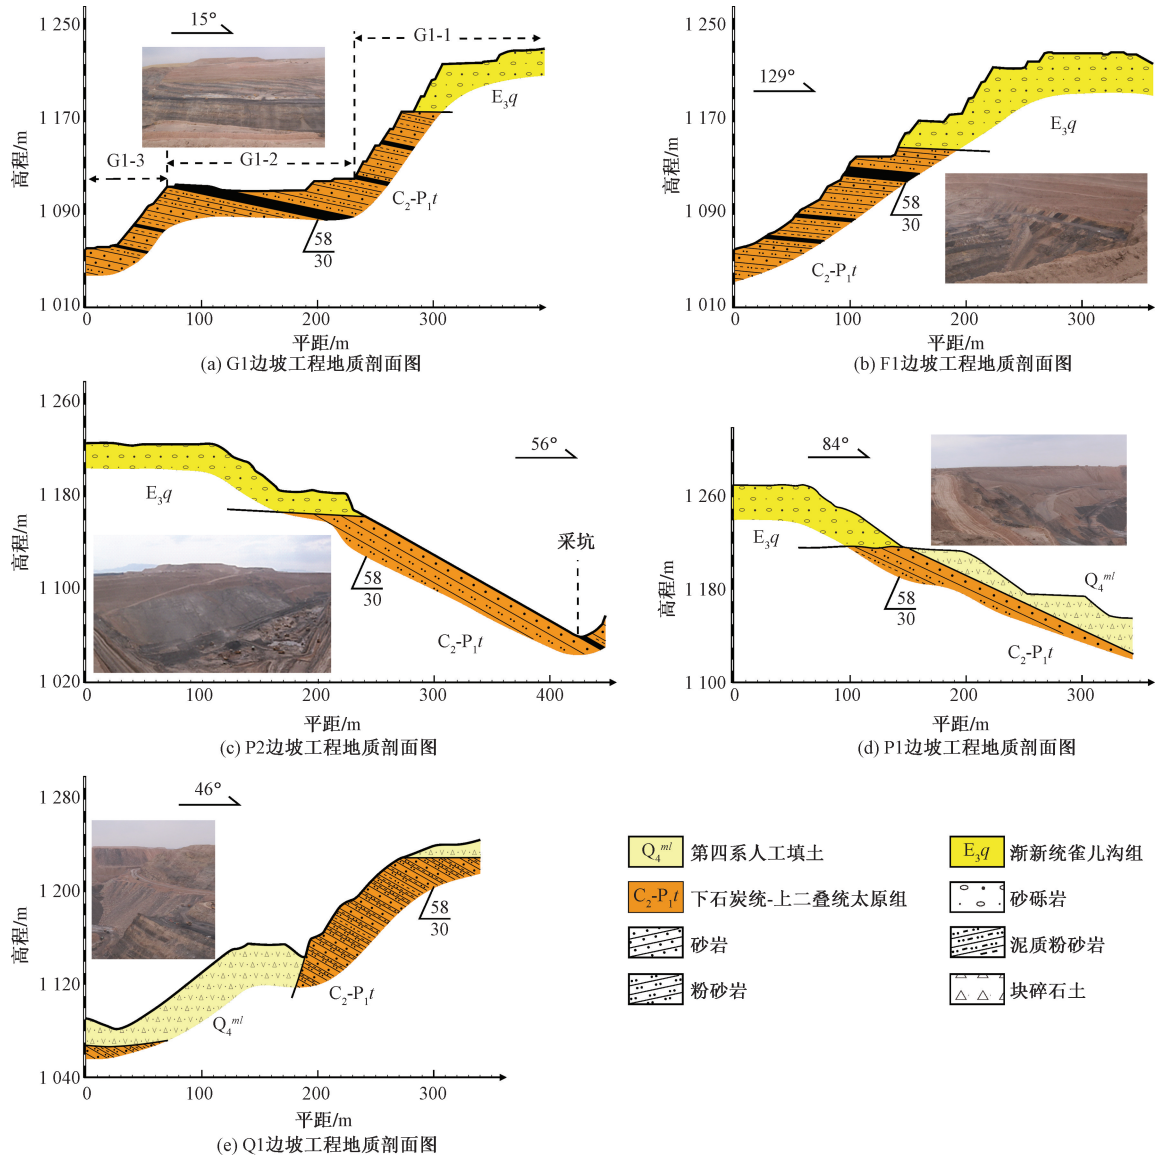 1 250
1 170
1 090
1 010
高程/m
15°
G1-1
G1-2
G1-3
E₃q
C₂-P₁t
58
30
0 100 200 300
平距/m
(a) G1边坡工程地质剖面图
1 250
1 170
1 090
1 010
高程/m
129°
E₃q
58
30
C₂-P₁t
0 100 200 300
平距/m
(b) F1边坡工程地质剖面图
1 260
1 180
1 100
1 020
高程/m
56°
E₃q
采坑
58
30
C₂-P₁t
0 100 200 300 400
平距/m
(c) P2边坡工程地质剖面图
1 260
1 180
1 100
高程/m
84°
E₃q
Q₄ᵐˡ
58
30
C₂-P₁t
0 100 200 300
平距/m
(d) P1边坡工程地质剖面图
1 280
1 200
1 120
1 040
高程/m
46°
58
30
C₂-P₁t
Q₄ᵐˡ
0 100 200 300
平距/m
(e) Q1边坡工程地质剖面图
Q₄ᵐˡ 第四系人工填土
E₃q 渐新统雀儿沟组
C₂-P₁t 下石炭统-上二叠统太原组
砂砾岩
砂岩
泥质粉砂岩
粉砂岩
块碎石土